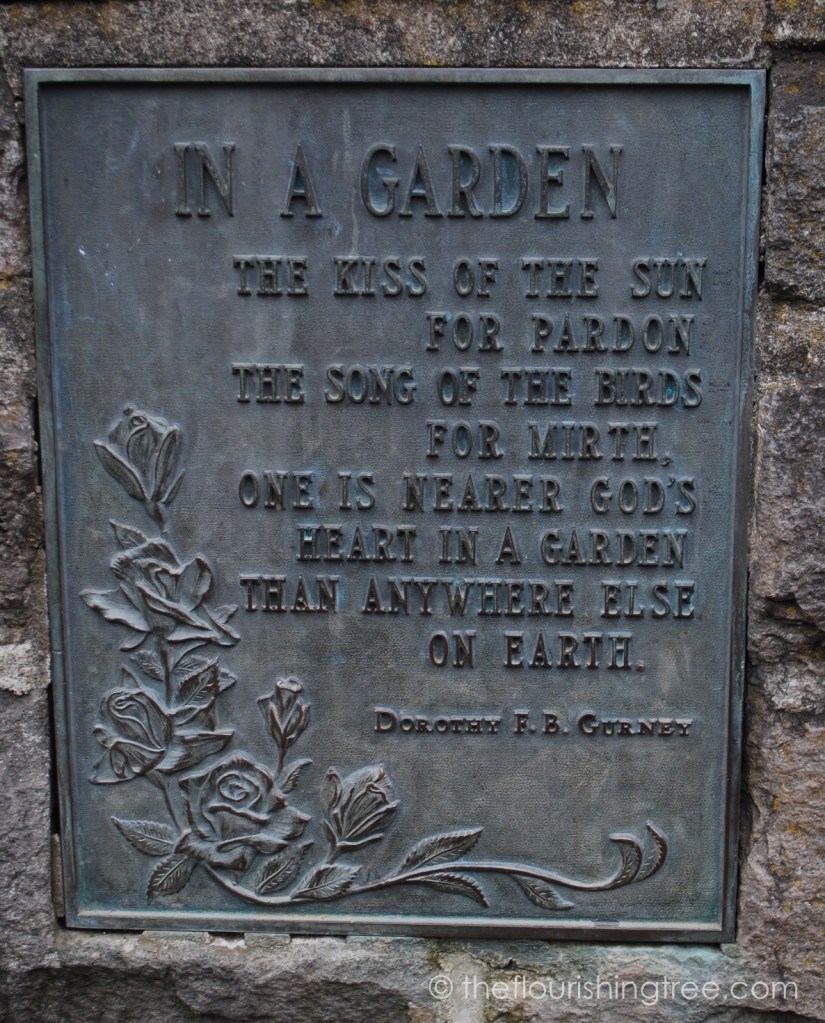 IN A GARDEN
THE KISS OF THE SUN
FOR PARDON
THE SONG OF THE BIRDS
FOR MIRTH,
ONE IS NEARER GOD'S
HEART IN A GARDEN
THAN ANYWHERE ELSE
ON EARTH.
DOROTHY F.B. GURNEY
© theflourishingtree.com